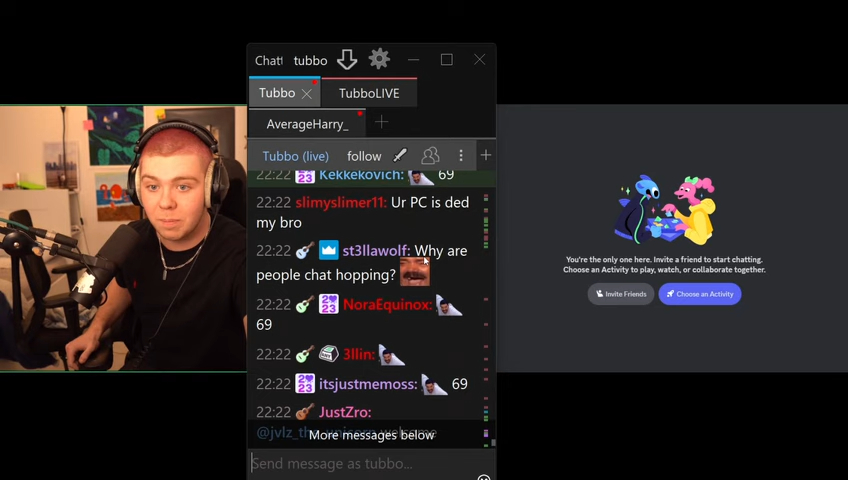 Chatt tubbo
Tubbo TubboLIVE
AverageHarry_
Tubbo (live) follow
22:22 Kekkekovich: 69
22:22 slimyslimer11: Ur PC is ded
my bro
22:22 st3llawolf: Why are
people chat hopping?
22:22 NoraEquinox:
69
22:22 3llin:
22:22 itsjustmemoss: 69
22:22 JustZro:
welcome
More messages below
Send message as tubbo...
You're the only one here. Invite a friend to start chatting.
Choose an Activity to play, watch, or collaborate together.
Invite Friends Choose an Activity